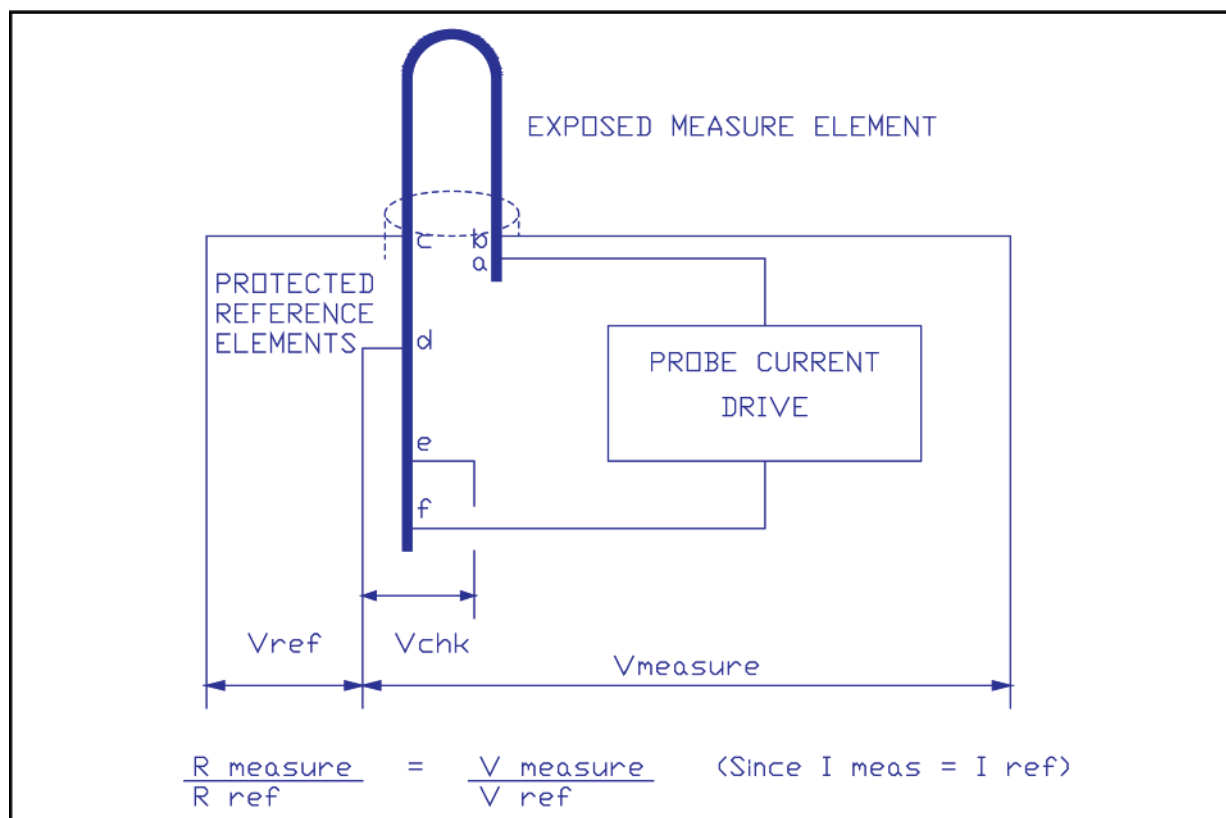 EXPOSED MEASURE ELEMENT
c
b
a
PROTECTED
REFERENCE
ELEMENTS
d
PROBE CURRENT
DRIVE
e
f
Vref
Vchk
Vmeasure
R measure = V measure (Since I meas = I ref)
R ref V ref